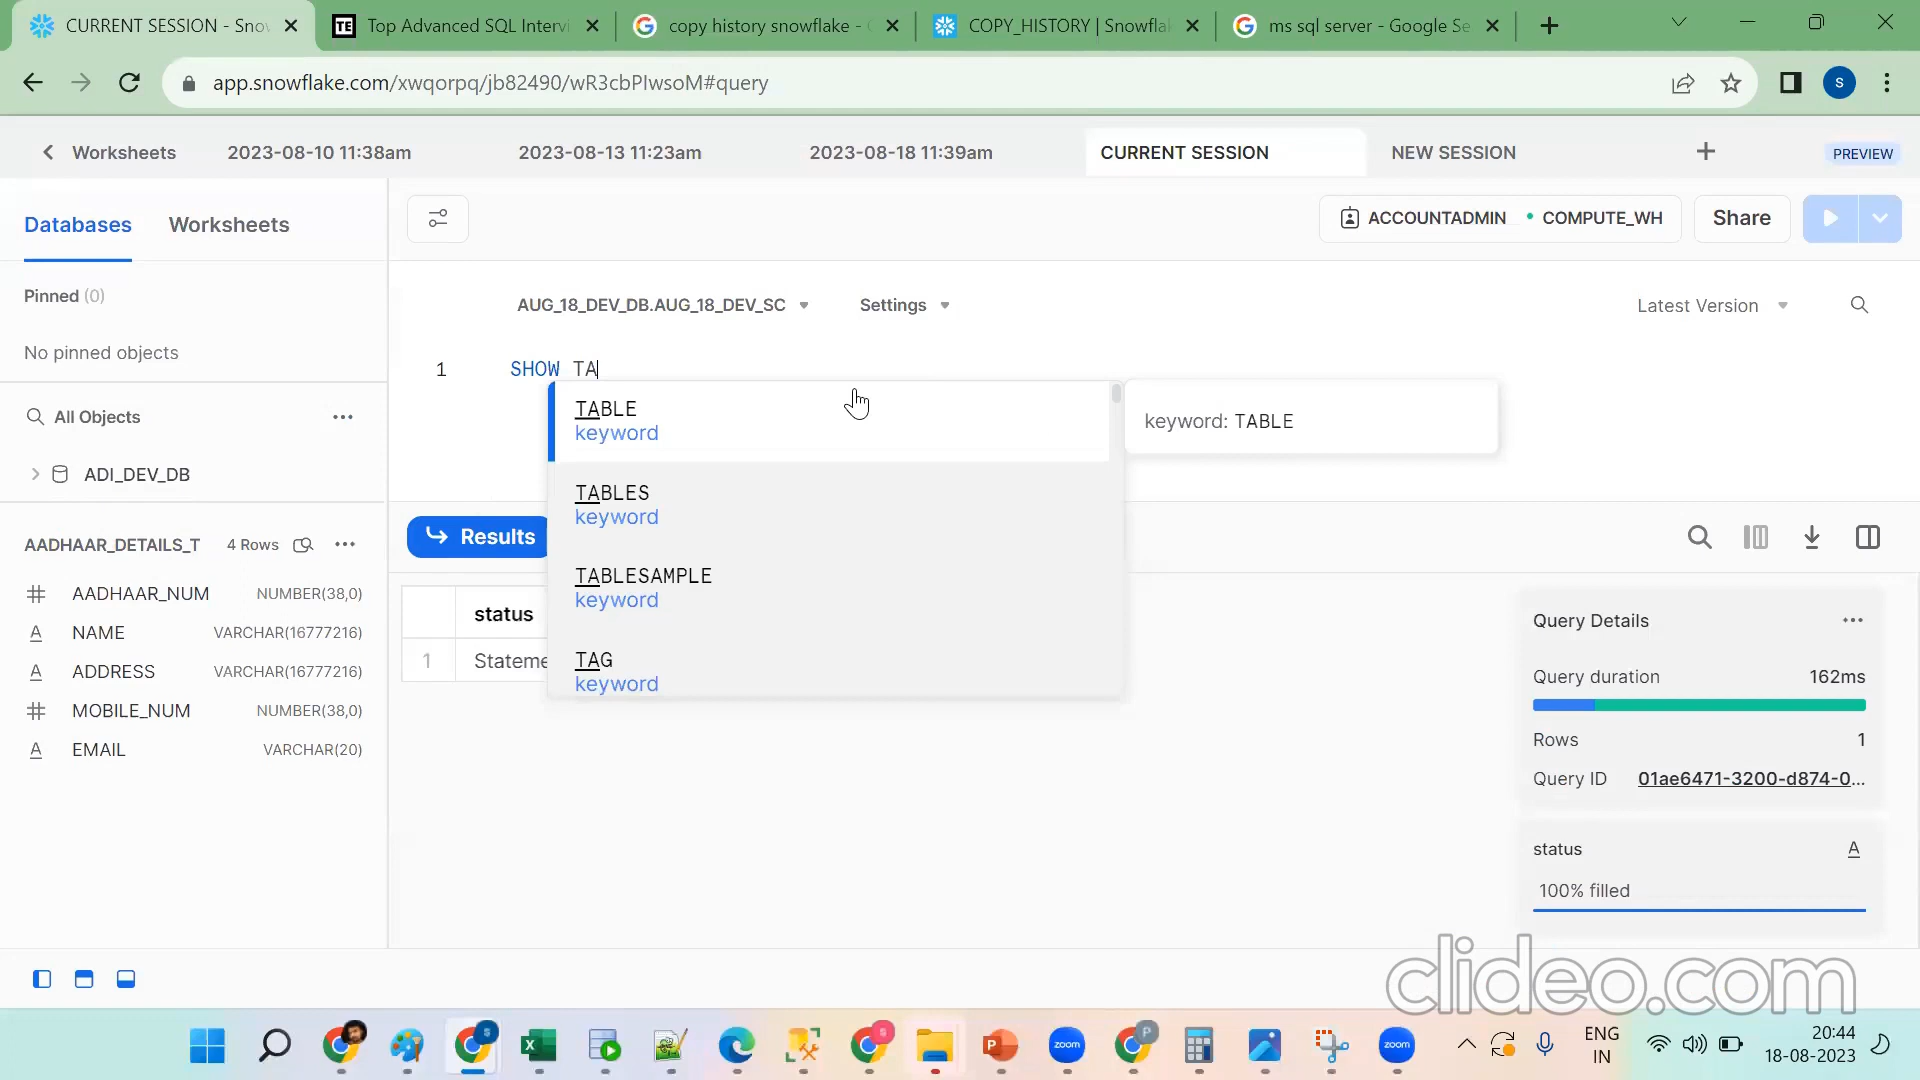 CURRENT SESSION - Snov
Top Advanced SQL Intervi
copy history snowflake - G
COPY_HISTORY | Snowflak
ms sql server - Google Se
app.snowflake.com/xwqorpq/jb82490/wR3cbPIwsoM#query
S
Worksheets
2023-08-10 11:38am
2023-08-13 11:23am
2023-08-18 11:39am
CURRENT SESSION
NEW SESSION
PREVIEW
Databases
Worksheets
ACCOUNTADMIN
COMPUTE_WH
Share
Pinned (0)
No pinned objects
AUG_18_DEV_DB.AUG_18_DEV_SC
Settings
Latest Version
1 SHOW TA
TABLE
keyword
keyword: TABLE
TABLES
keyword
TABLESAMPLE
keyword
TAG
keyword
All Objects
ADI_DEV_DB
AADHAAR_DETAILS_T 4 Rows
AADHAAR_NUM NUMBER(38,0)
NAME VARCHAR(16777216)
ADDRESS VARCHAR(16777216)
MOBILE_NUM NUMBER(38,0)
EMAIL VARCHAR(20)
Results
status
1 Stateme
Query Details
Query duration 162ms
Rows 1
Query ID 01ae6471-3200-d874-0...
status A
100% filled
clideo.com
ENG
IN
20:44
18-08-2023
zoom
zoom